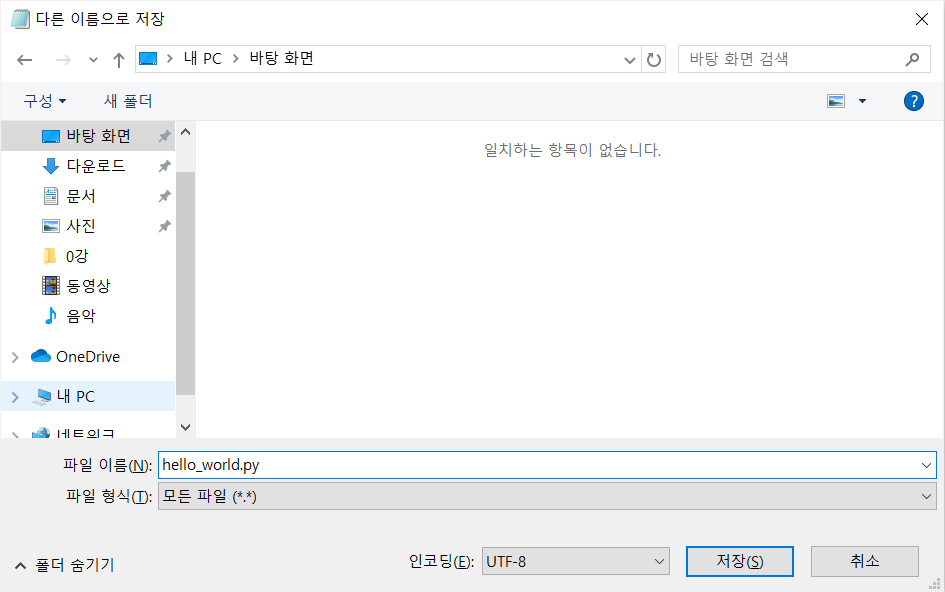 다른 이름으로 저장
내 PC > 바탕 화면
바탕 화면 검색
구성
새 폴더
바탕 화면
다운로드
문서
사진
0강
동영상
음악
OneDrive
내 PC
네트워크
일치하는 항목이 없습니다.
파일 이름(N): hello_world.py
파일 형식(T): 모든 파일 (*.*)
폴더 숨기기
인코딩(E): UTF-8
저장(S)
취소